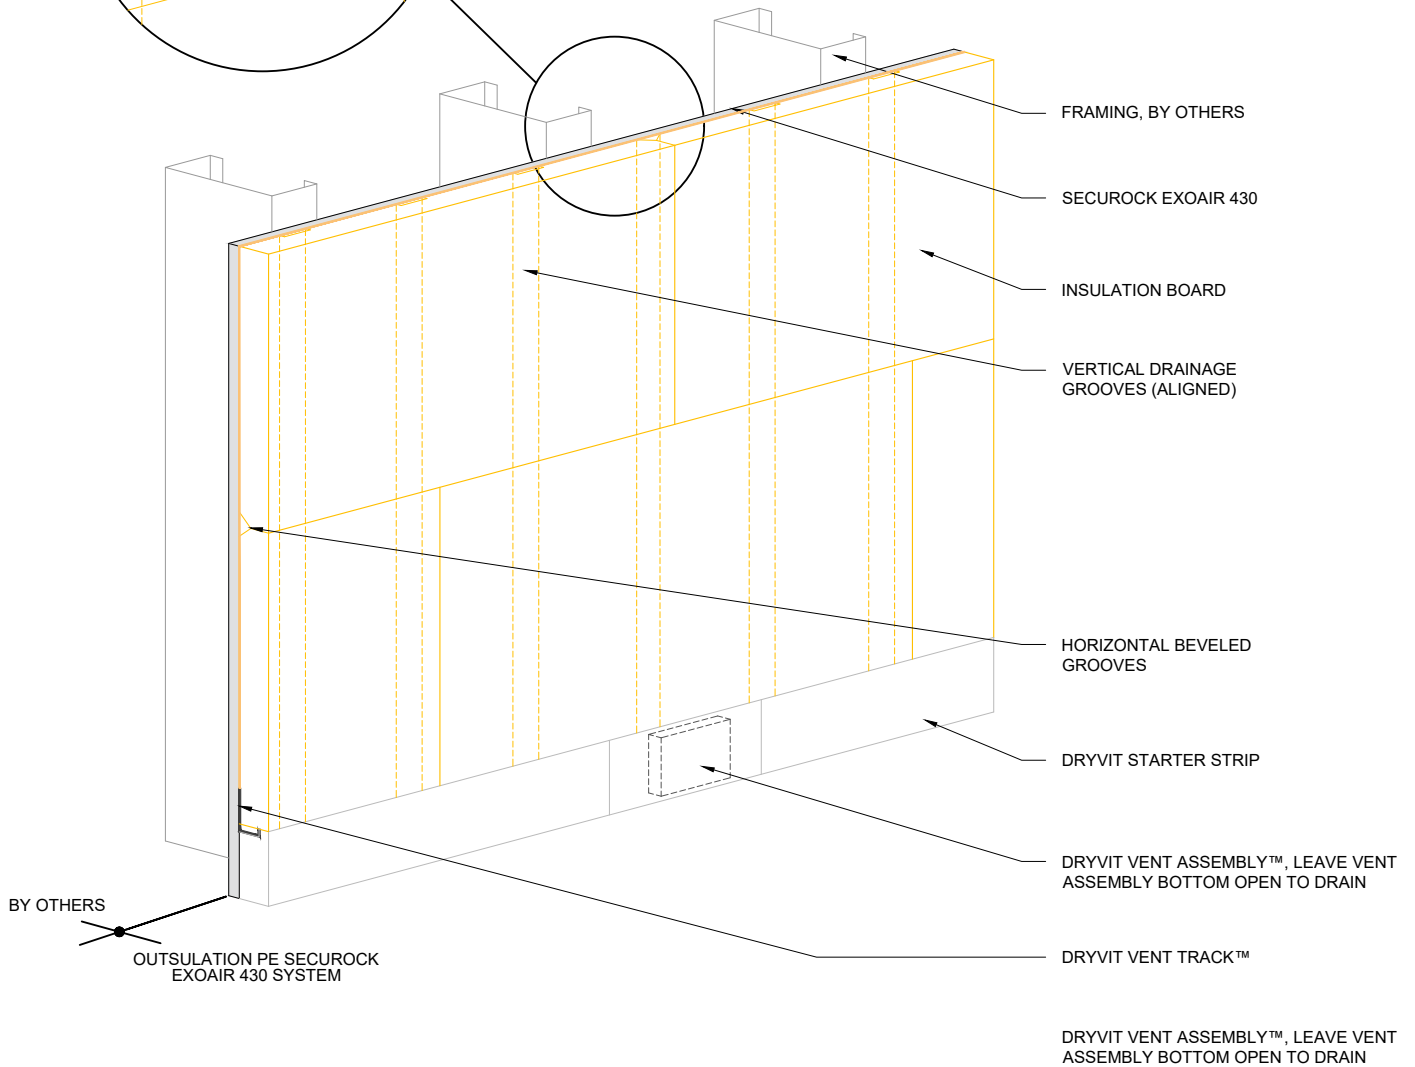 FRAMING, BY OTHERS
SECUROCK EXOAIR 430
INSULATION BOARD
VERTICAL DRAINAGE
GROOVES (ALIGNED)
HORIZONTAL BEVELED
GROOVES
DRYVIT STARTER STRIP
DRYVIT VENT ASSEMBLY™, LEAVE VENT
ASSEMBLY BOTTOM OPEN TO DRAIN
BY OTHERS
OUTSULATION PE SECUROCK
EXOAIR 430 SYSTEM
DRYVIT VENT TRACK™
DRYVIT VENT ASSEMBLY™, LEAVE VENT
ASSEMBLY BOTTOM OPEN TO DRAIN